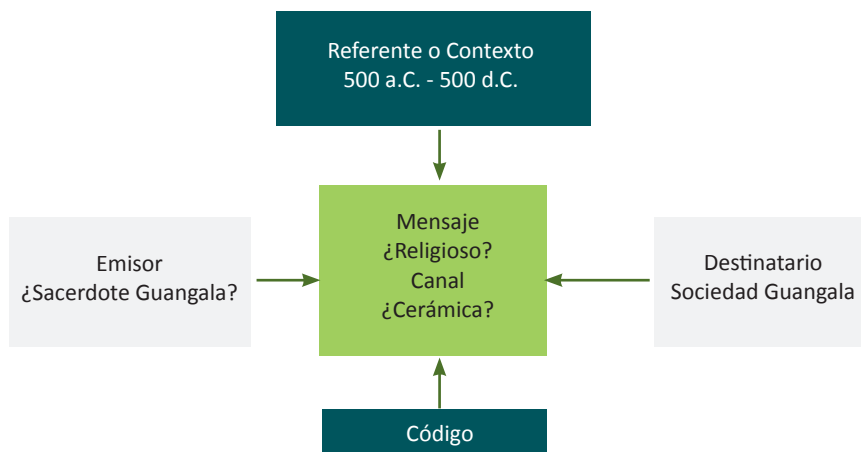 Referente o Contexto
500 a.C. - 500 d.C.
Emisor
¿Sacerdote Guangala?
Mensaje
¿Religioso?
Canal
¿Cerámica?
Destinatario
Sociedad Guangala
Código